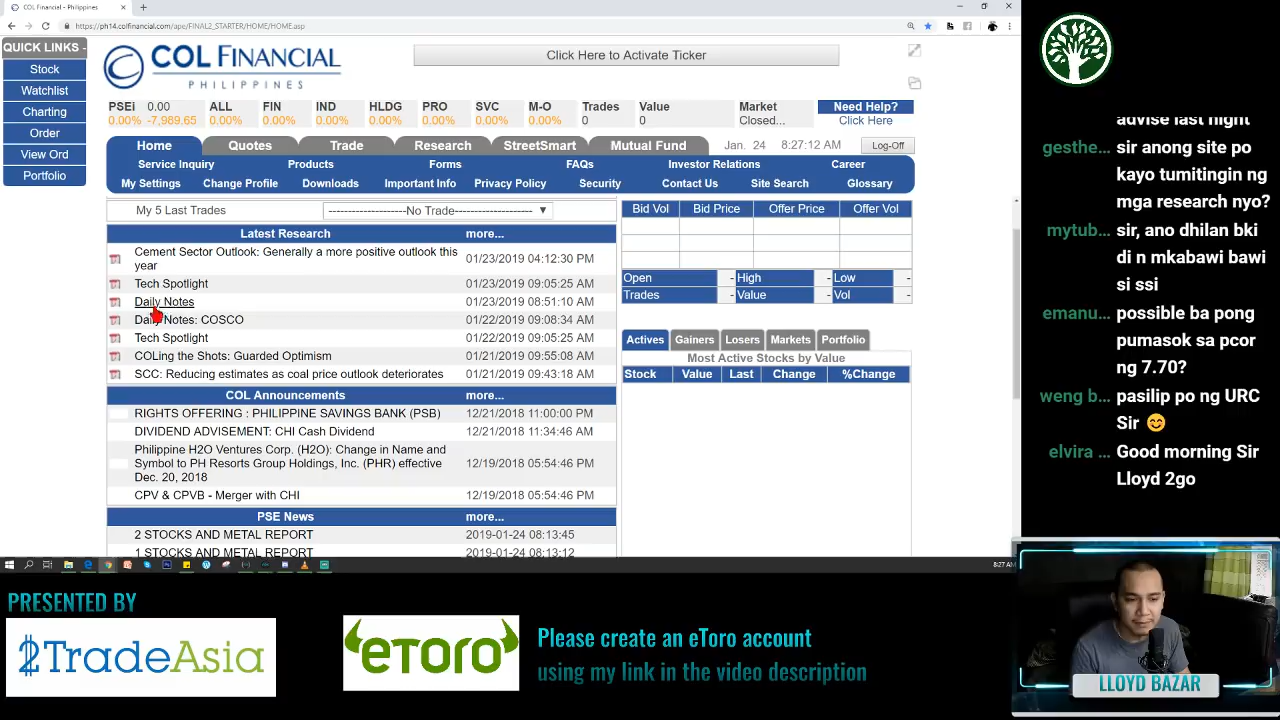 COL Financial - Philippines
https://ph14.colfinancial.com/ape/FINAL2_STARTER/HOME/HOME.asp
QUICK LINKS -
Stock
Watchlist
Charting
Order
View Ord
Portfolio
COL FINANCIAL
PHILIPPINES
Click Here to Activate Ticker
PSEi 0.00 ALL FIN IND HLDG PRO SVC M-O Trades Value Market Need Help?
0.00% -7,989.65 0.00% 0.00% 0.00% 0.00% 0.00% 0.00% 0.00% 0 0 Closed... Click Here
Home Quotes Trade Research StreetSmart Mutual Fund Jan. 24 8:27:12 AM Log-Off
Service Inquiry Products Forms FAQs Investor Relations Career
My Settings Change Profile Downloads Important Info Privacy Policy Security Contact Us Site Search Glossary
My 5 Last Trades -----------------No Trade-----------------
Latest Research more...
Cement Sector Outlook: Generally a more positive outlook this year 01/23/2019 04:12:30 PM
Tech Spotlight 01/23/2019 09:05:25 AM
Daily Notes 01/23/2019 08:51:10 AM
Daily Notes: COSCO 01/22/2019 09:08:34 AM
Tech Spotlight 01/22/2019 09:05:25 AM
COLing the Shots: Guarded Optimism 01/21/2019 09:55:08 AM
SCC: Reducing estimates as coal price outlook deteriorates 01/21/2019 09:43:18 AM
COL Announcements more...
RIGHTS OFFERING : PHILIPPINE SAVINGS BANK (PSB) 12/21/2018 11:00:00 PM
DIVIDEND ADVISEMENT: CHI Cash Dividend 12/21/2018 11:34:46 AM
Philippine H2O Ventures Corp. (H2O): Change in Name and 12/19/2018 05:54:46 PM
Symbol to PH Resorts Group Holdings, Inc. (PHR) effective
Dec. 20, 2018
CPV & CPVB - Merger with CHI 12/19/2018 05:54:46 PM
PSE News more...
2 STOCKS AND METAL REPORT 2019-01-24 08:13:45
1 STOCKS AND METAL REPORT 2019-01-24 08:13:12
Bid Vol Bid Price Offer Price Offer Vol
Open - High - Low -
Trades - Value - Vol -
Actives Gainers Losers Markets Portfolio
Most Active Stocks by Value
Stock Value Last Change %Change
8:27 AM
advise last night
gesthe... sir anong site po
kayo tumitingin ng
mga research nyo?
mytub... sir, ano dhilan bki
di n mkabawi bawi
si ssi
emanu... possible ba pong
pumasok sa pcor
ng 7.70?
weng b... pasilip po ng URC
Sir 😊
elvira ... Good morning Sir
Lloyd 2go
PRESENTED BY
2TradeAsia
eToro
Please create an eToro account
using my link in the video description
LLOYD BAZAR